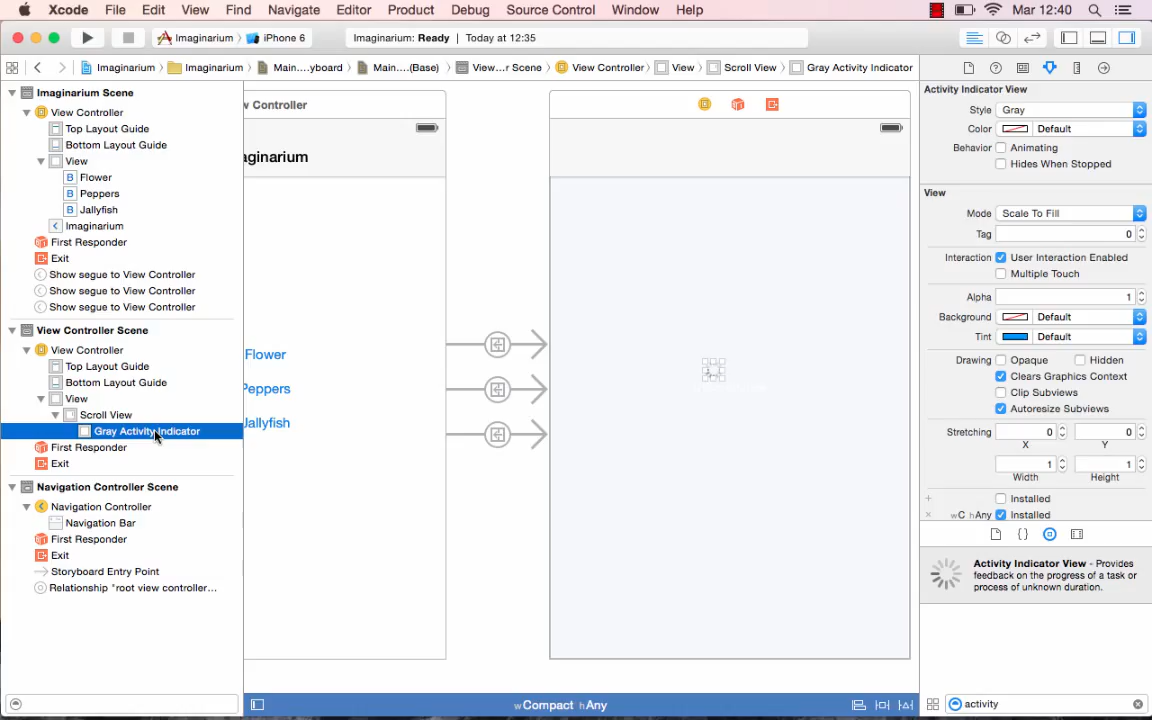 Xcode File Edit View Find Navigate Editor Product Debug Source Control Window Help Mar 12:40
Imaginarium iPhone 6 Imaginarium: Ready | Today at 12:35
Imaginarium Imaginarium Main....yboard Main....(Base) View...r Scene View Controller View Scroll View Gray Activity Indicator
Imaginarium Scene
View Controller
Top Layout Guide
Bottom Layout Guide
View
Flower
Peppers
Jallyfish
Imaginarium
First Responder
Exit
Show segue to View Controller
Show segue to View Controller
Show segue to View Controller
View Controller Scene
View Controller
Top Layout Guide
Bottom Layout Guide
View
Scroll View
Gray Activity Indicator
First Responder
Exit
Navigation Controller Scene
Navigation Controller
Navigation Bar
First Responder
Exit
Storyboard Entry Point
Relationship "root view controller...
w Controller
aginarium
Flower
Peppers
Jallyfish
wCompact hAny
Activity Indicator View
Style Gray
Color Default
Behavior Animating
Hides When Stopped
View
Mode Scale To Fill
Tag 0
Interaction User Interaction Enabled
Multiple Touch
Alpha 1
Background Default
Tint Default
Drawing Opaque Hidden
Clears Graphics Context
Clip Subviews
Autoresize Subviews
Stretching 0 0
X Y
1 1
Width Height
+ Installed
× wC hAny Installed
Activity Indicator View - Provides
feedback on the progress of a task or
process of unknown duration.
activity